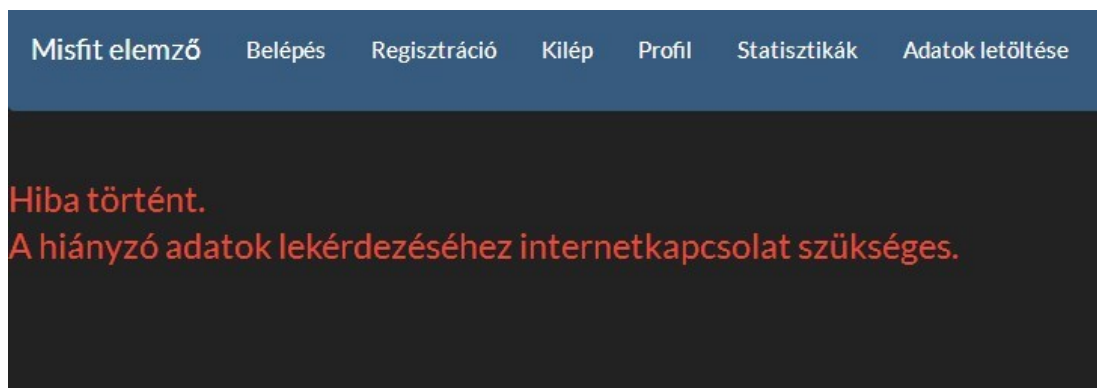 Misfit elemző Belépés Regisztráció Kilép Profil Statisztikák Adatok letöltése
Hiba történt.
A hiányzó adatok lekérdezéséhez internetkapcsolat szükséges.